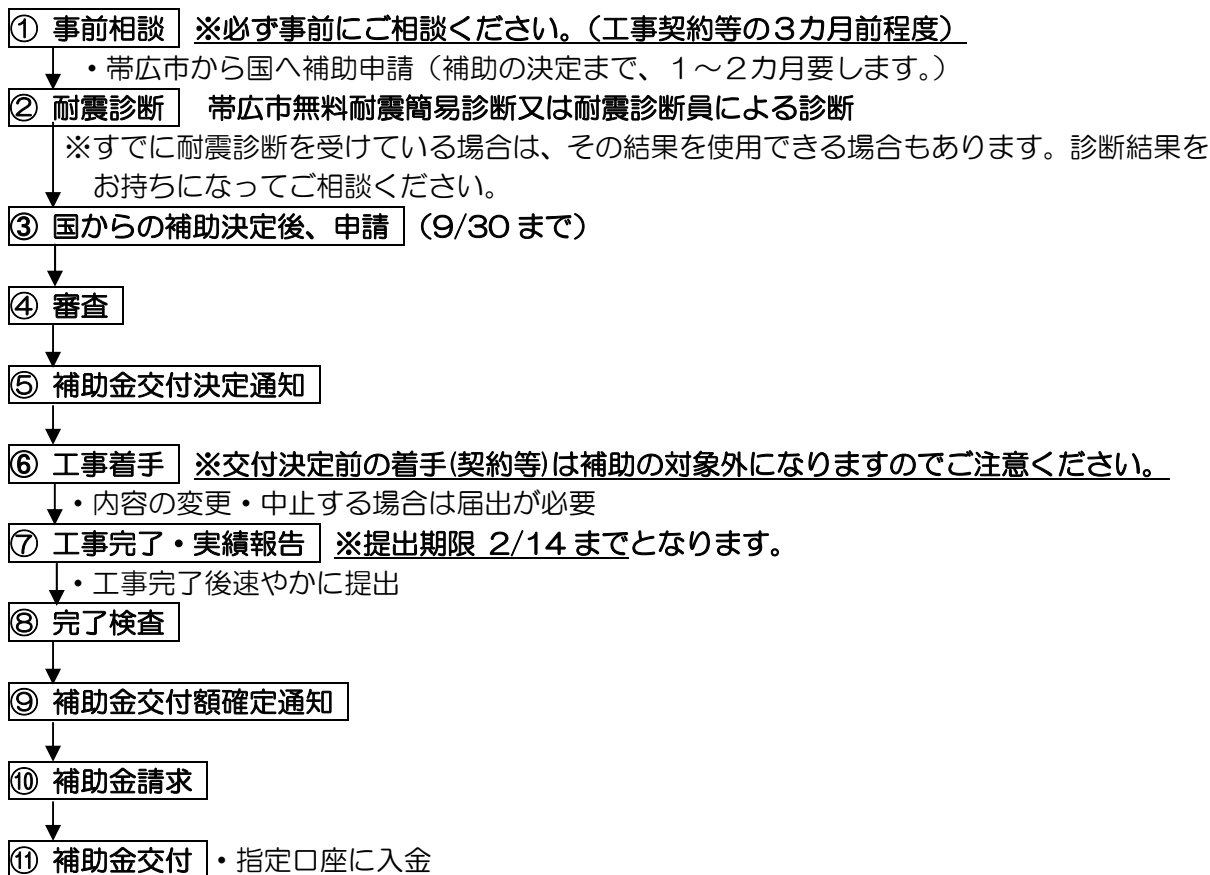 ① 事前相談 ※必ず事前にご相談ください。(工事契約等の3カ月前程度)
・帯広市から国へ補助申請(補助の決定まで、1~2カ月要します。)
② 耐震診断 帯広市無料耐震簡易診断又は耐震診断員による診断
※すでに耐震診断を受けている場合は、その結果を使用できる場合もあります。診断結果を
お持ちになってご相談ください。
③ 国からの補助決定後、申請 (9/30 まで)
④ 審査
⑤ 補助金交付決定通知
⑥ 工事着手 ※交付決定前の着手(契約等)は補助の対象外になりますのでご注意ください。
・内容の変更・中止する場合は届出が必要
⑦ 工事完了・実績報告 ※提出期限 2/14 までとなります。
・工事完了後速やかに提出
⑧ 完了検査
⑨ 補助金交付額確定通知
⑩ 補助金請求
⑪ 補助金交付 ・指定口座に入金